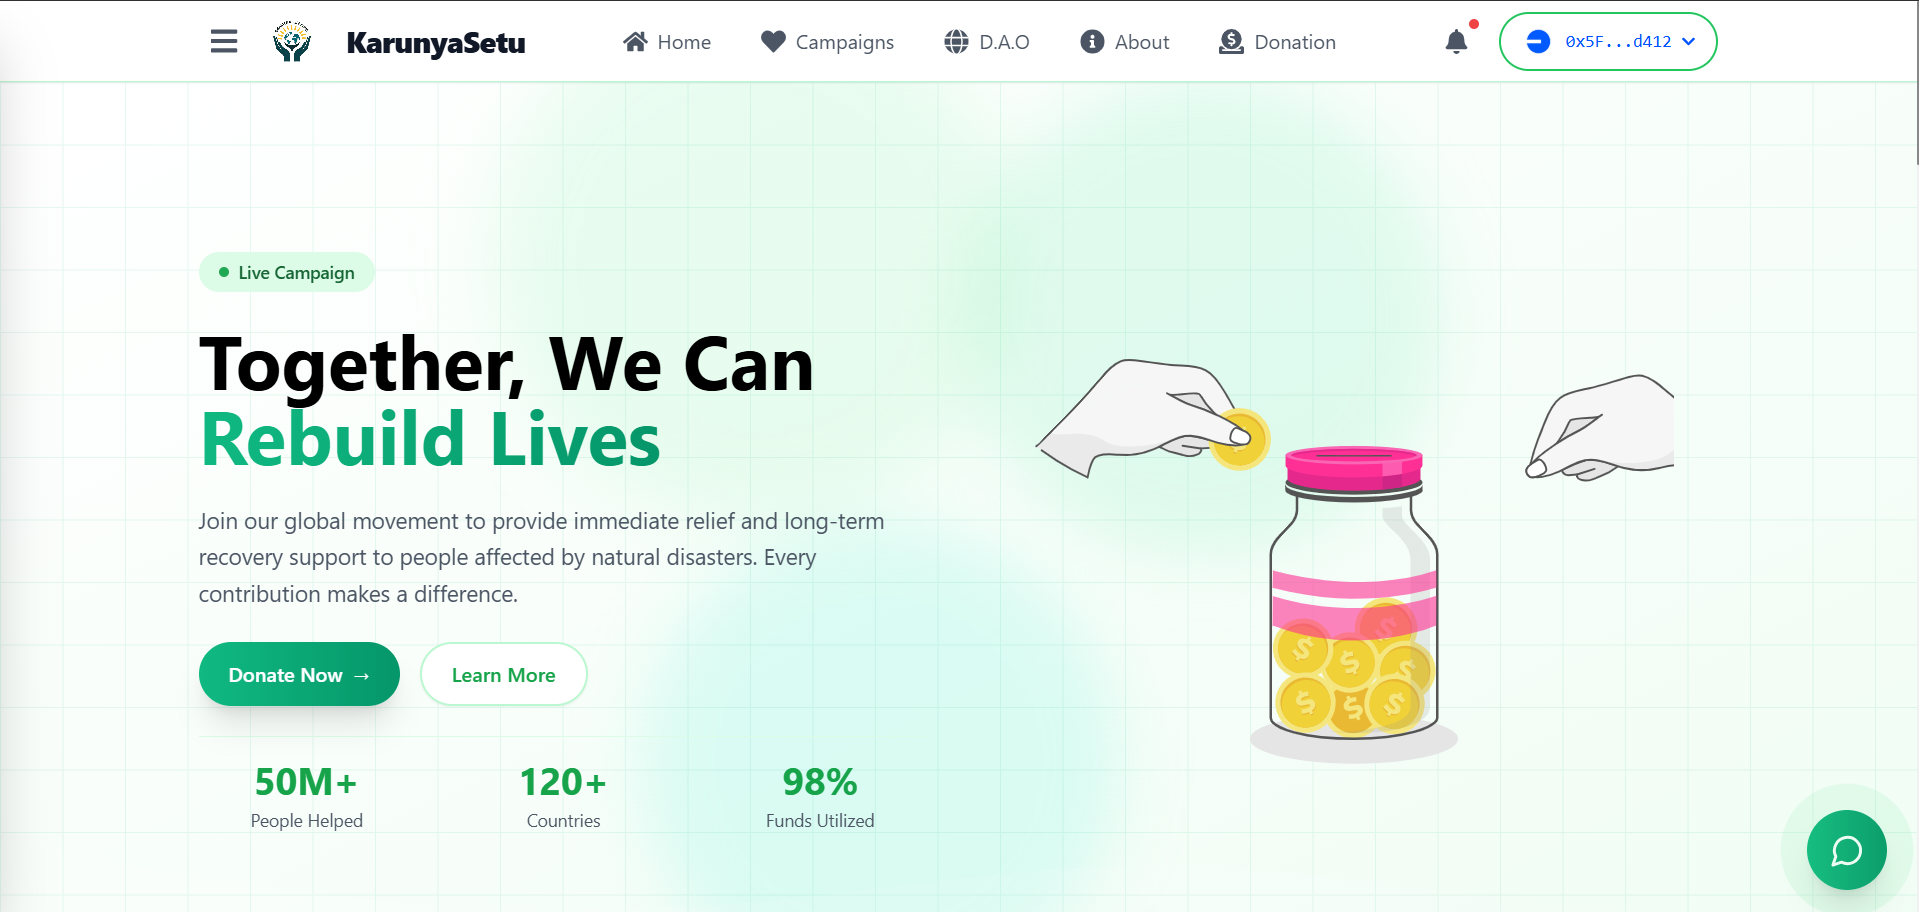 KarunyaSetu
Home
Campaigns
D.A.O
About
Donation
0x5F...d412
Live Campaign
Together, We Can
Rebuild Lives
Join our global movement to provide immediate relief and long-term
recovery support to people affected by natural disasters. Every
contribution makes a difference.
Donate Now →
Learn More
50M+
People Helped
120+
Countries
98%
Funds Utilized